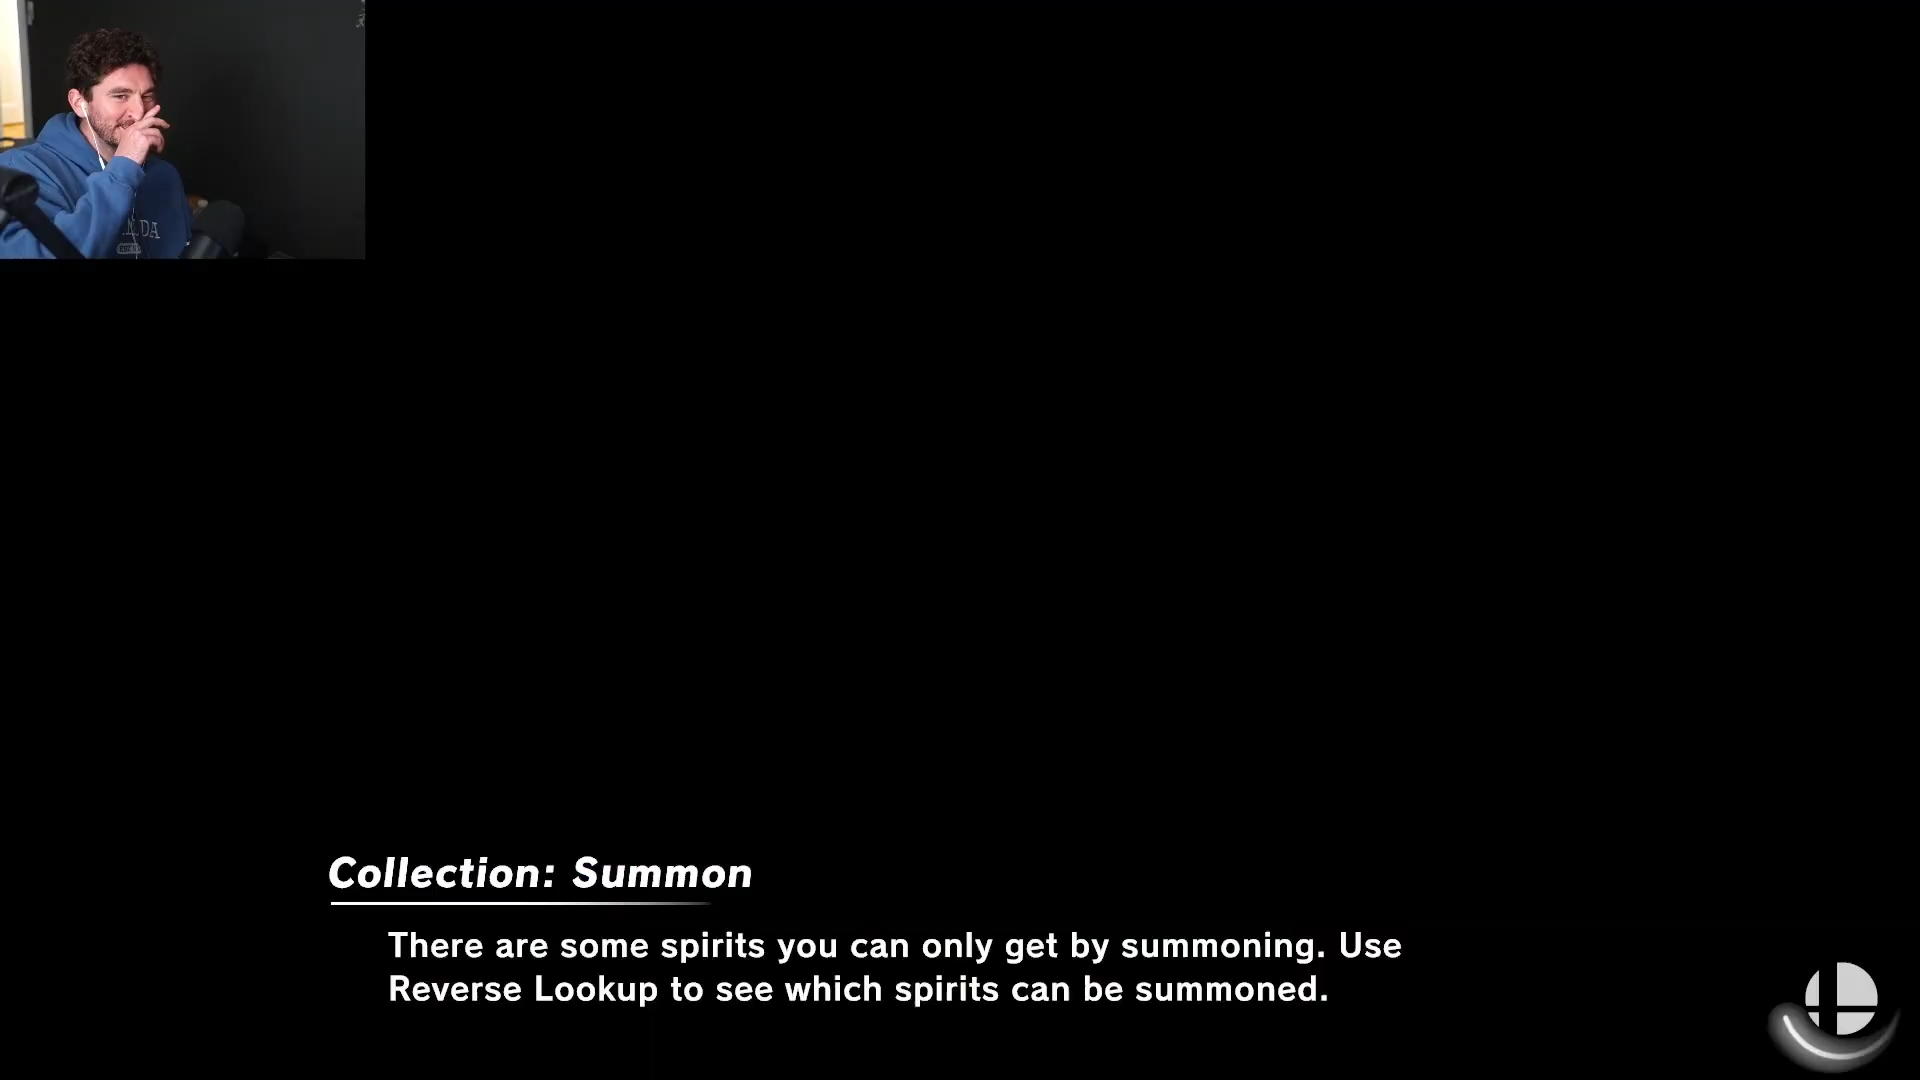 Collection: Summon
There are some spirits you can only get by summoning. Use
Reverse Lookup to see which spirits can be summoned.